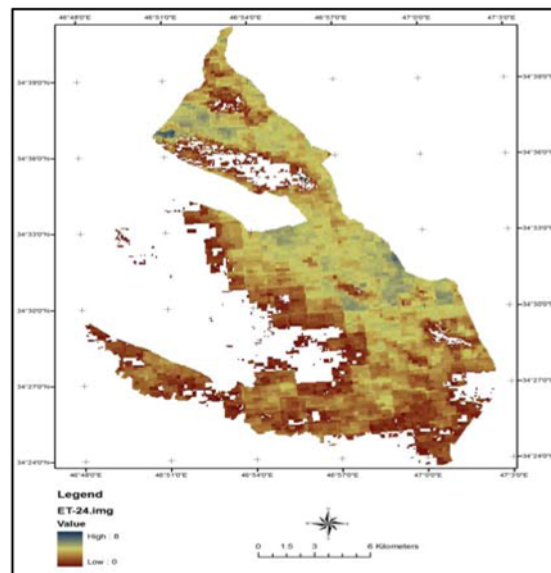 46°48'0"E 46°51'0"E 46°54'0"E 46°57'0"E 47°0'0"E 47°3'0"E
34°39'0"N 34°39'0"N
34°36'0"N 34°36'0"N
34°33'0"N 34°33'0"N
34°30'0"N 34°30'0"N
34°27'0"N 34°27'0"N
34°24'0"N 34°24'0"N
46°48'0"E 46°51'0"E 46°54'0"E 46°57'0"E 47°0'0"E 47°3'0"E
Legend
ET-24.img
Value
High : 8
Low : 0
0 1.5 3 6 Kilometers